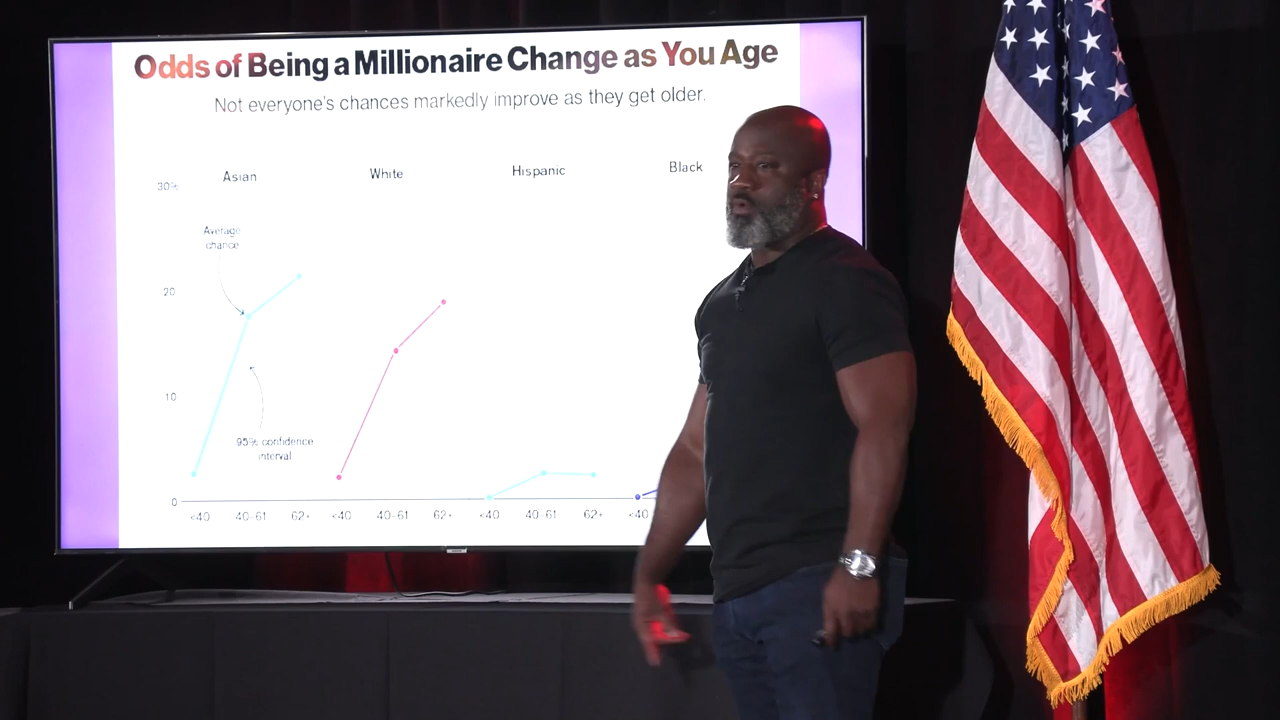 Odds of Being a Millionaire Change as You Age
Not everyone's chances markedly improve as they get older.
Asian White Hispanic Black
30%
Average
chance
20
10
95% confidence
interval
0
<40 40-61 62+ <40 40-61 62+ <40 40-61 62+ <40